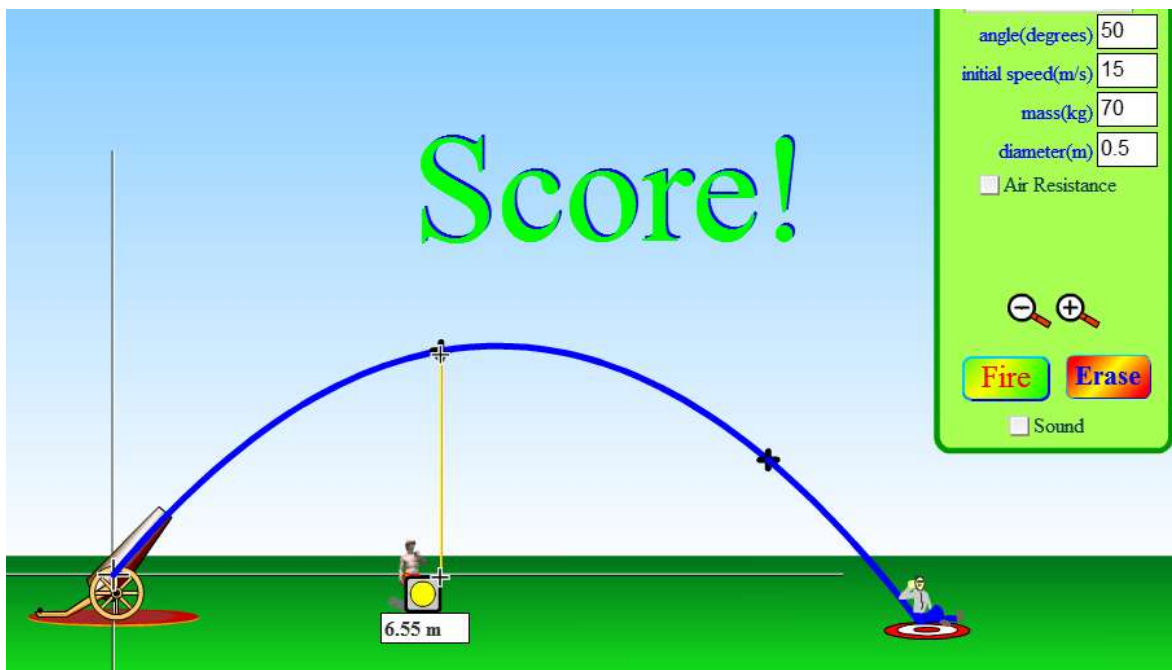 angle(degrees) 50
initial speed(m/s) 15
mass(kg) 70
diameter(m) 0.5
Air Resistance
Score!
Fire
Erase
Sound
6.55 m